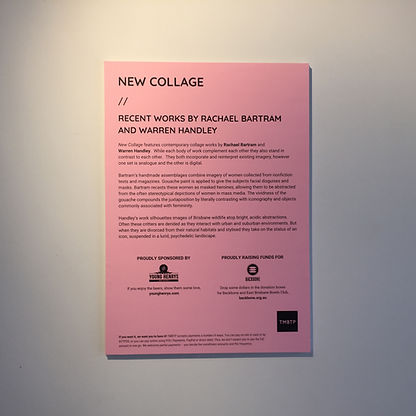 NEW COLLAGE
//
RECENT WORKS BY RACHAEL BARTRAM
AND WARREN HANDLEY
New Collage features contemporary collage works by Rachael Bartram and
Warren Handley. While each body of work complement each other they also stand in
contrast to each other. They both incorporate and reinterpret existing imagery, however
one set is analogue and the other is digital.
Bartram's handmade assemblages combine imagery of women collected from nonfiction
texts and magazines. Gouache paint is applied to give the subjects facial disguises and
masks. Bartram recasts these women as masked heroines, allowing them to be abstracted
from the often stereotypical depictions of women in mass media. The vividness of the
gouache compounds the juxtaposition by literally contrasting with iconography and objects
commonly associated with femininity.
Handley's work silhouettes images of Brisbane wildlife atop bright, acidic abstractions.
Often these critters are derided as they interact with urban and suburban environments. But
when they are divorced from their natural habitats and stylised they take on the status of an
icon, suspended in a lurid, psychedelic landscape.
PROUDLY SPONSORED BY
YOUNG HENRYS
If you enjoy the beers, show them some love,
younghenrys.com
PROUDLY RAISING FUNDS FOR
BACKBONE
Drop some dollars in the donation boxes
for Backbone and East Brisbane Bowls Club.
backbone.org.au
TMBTP